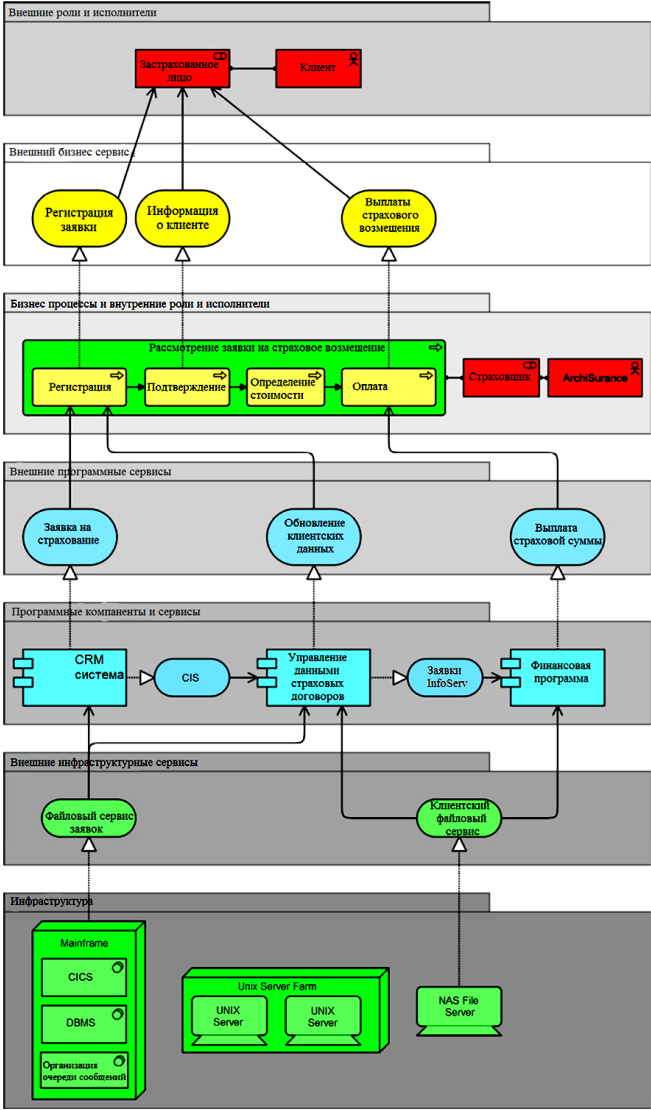 Внешние роли и исполнители
Застрахованное
лицо
Клиент
Внешний бизнес сервис
Регистрация
заявки
Информация
о клиенте
Выплаты
страхового
возмещения
Бизнес процессы и внутренние роли и исполнители
Рассмотрение заявки на страховое возмещение
Регистрация
Подтверждение
Определение
стоимости
Оплата
Страховщик
ArchiSurance
Внешние программные сервисы
Заявка на
страхование
Обновление
клиентских
данных
Выплата
страховой суммы
Программные компоненты и сервисы
CRM
система
CIS
Управление
данными
страховых
договоров
Заявки
InfoServ
Финансовая
программа
Внешние инфраструктурные сервисы
Файловый сервис
заявок
Клиентский
файловый
сервис
Инфраструктура
Mainframe
CICS
DBMS
Организация
очереди сообщений
Unix Server Farm
UNIX
Server
UNIX
Server
NAS File
Server